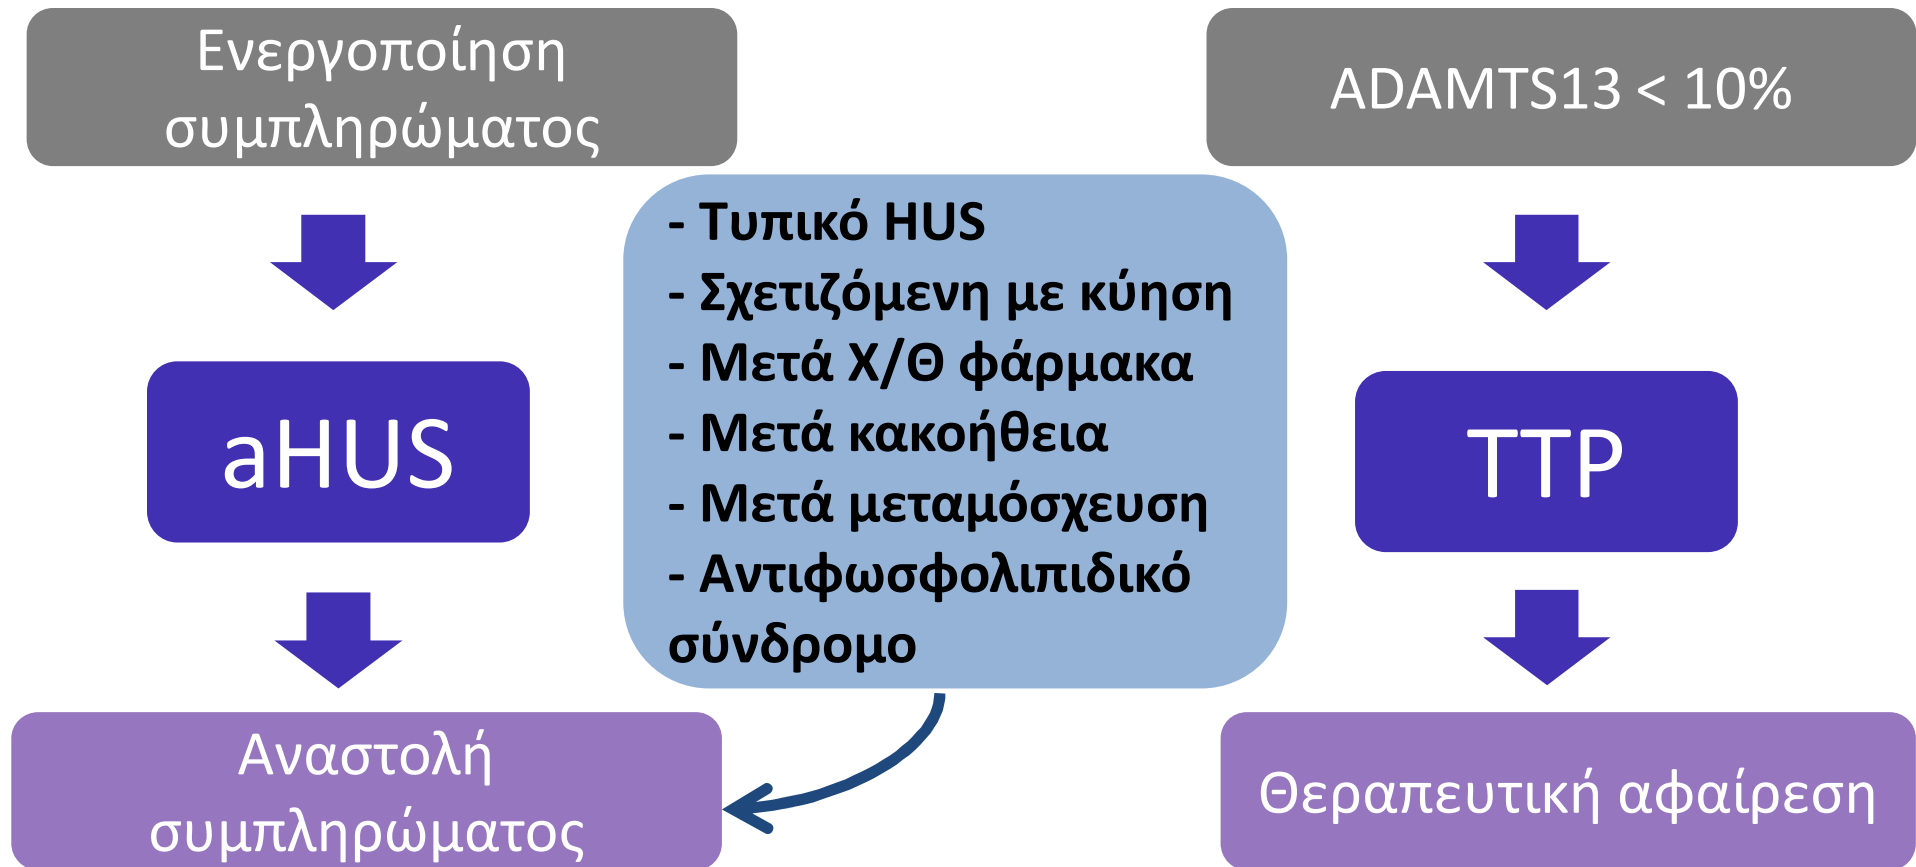 Ενεργοποίηση
συμπληρώματος
ADAMTS13 < 10%
- Τυπικό HUS
- Σχετιζόμενη με κύηση
- Μετά Χ/Θ φάρμακα
- Μετά κακοήθεια
- Μετά μεταμόσχευση
- Αντιφωσφολιπιδικό
σύνδρομο
aHUS
TTP
Αναστολή
συμπληρώματος
Θεραπευτική αφαίρεση